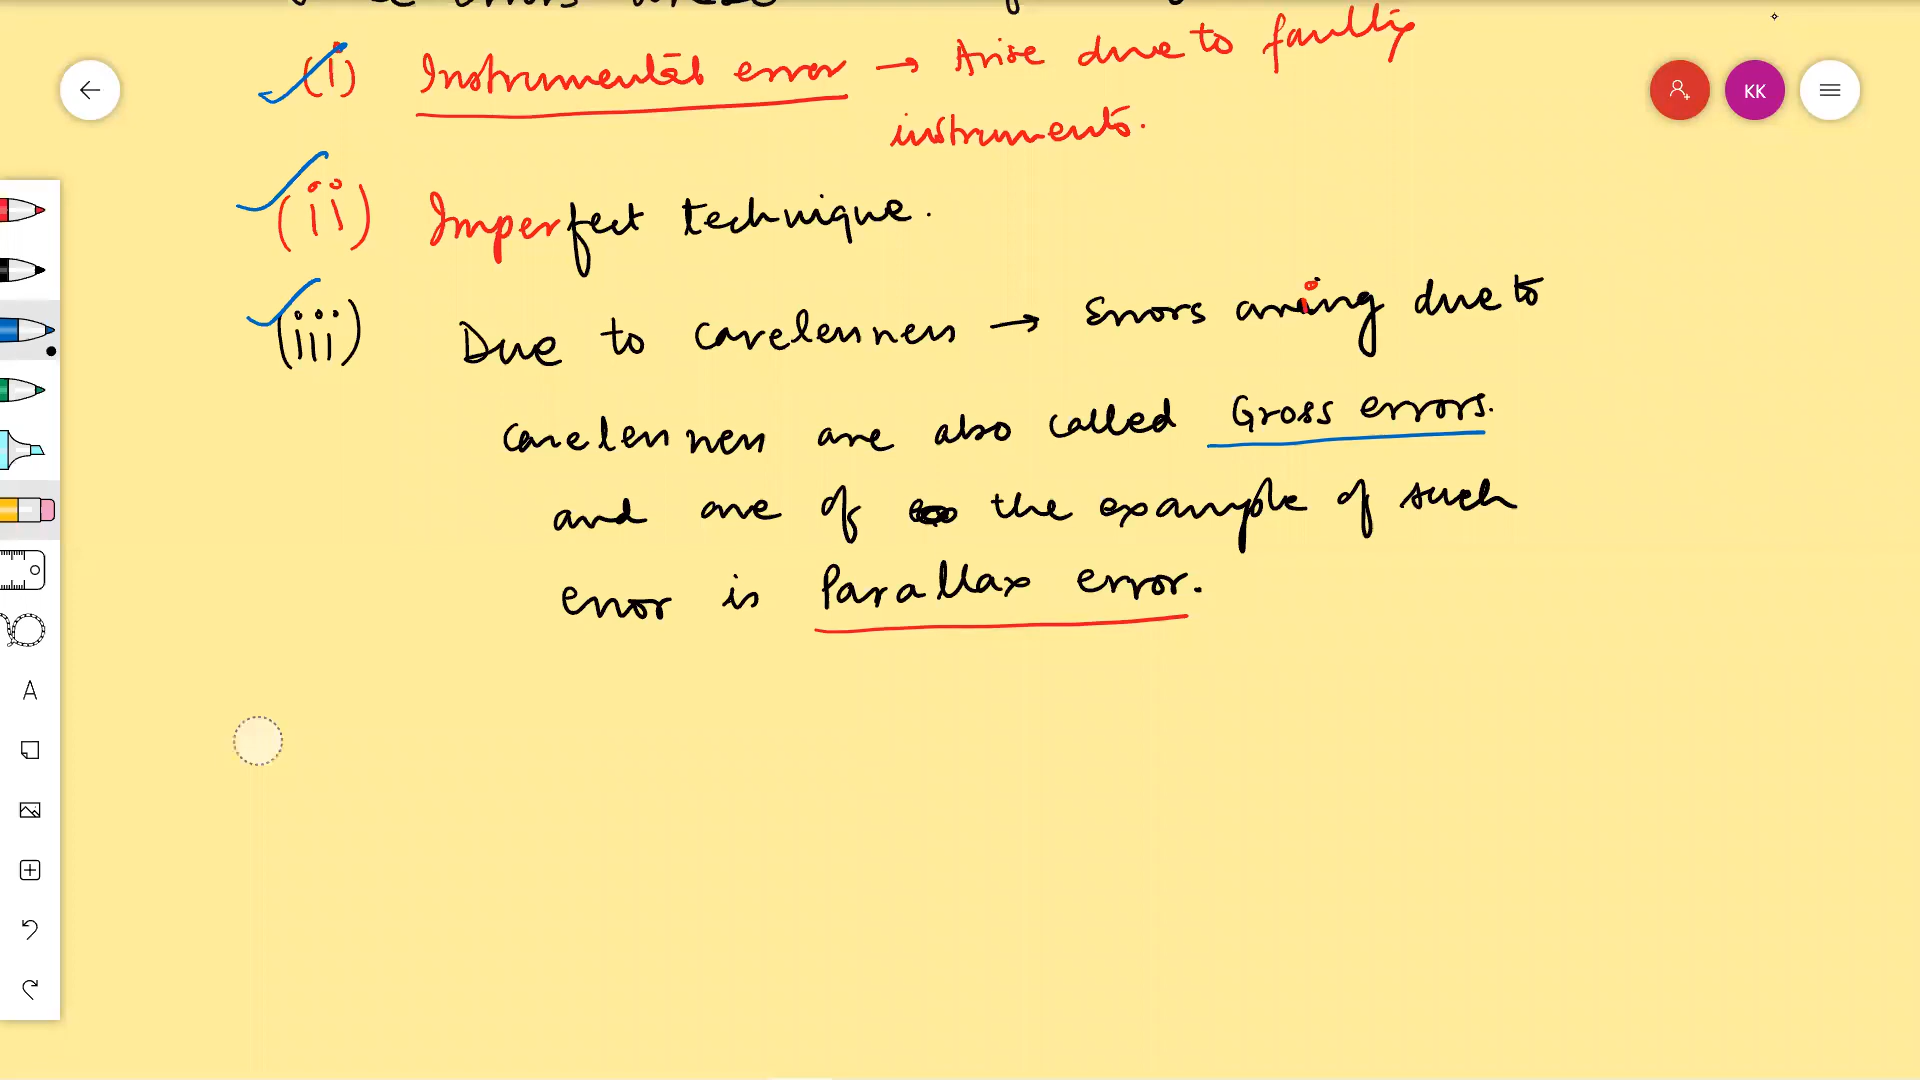 errors
(i) Instrumental error → Arise due to faulty
instruments.
KK
(ii) Imperfect technique.
(iii) Due to carelessness → Errors arising due to
carelessness are also called Gross errors.
and one of the example of such
error is Parallax error.
A